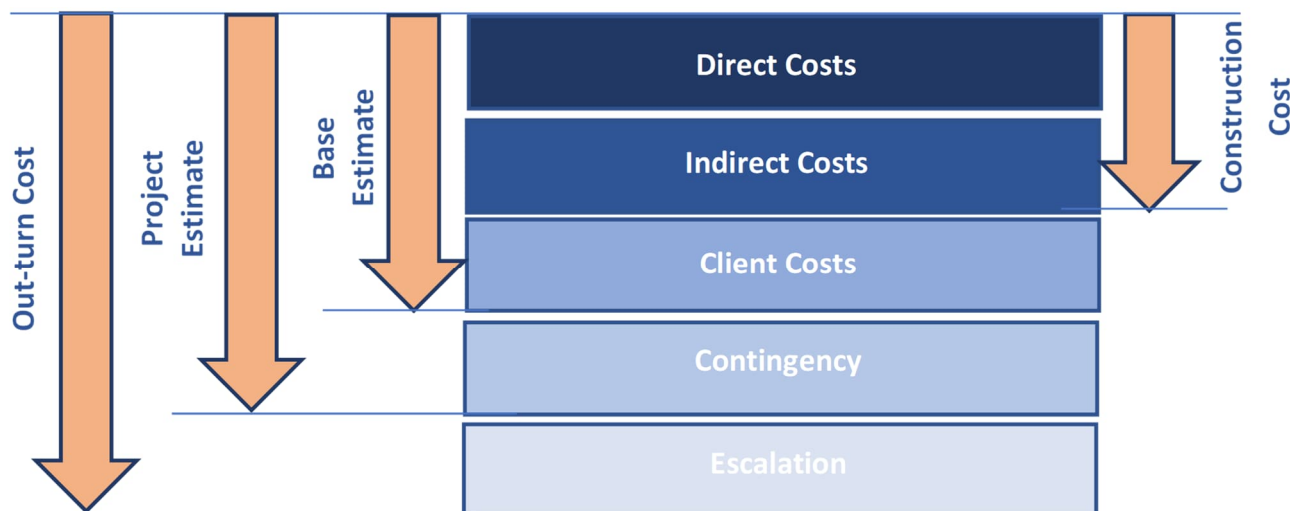 Out-turn Cost
Project
Estimate
Base
Estimate
Direct Costs
Indirect Costs
Client Costs
Contingency
Escalation
Construction
Cost